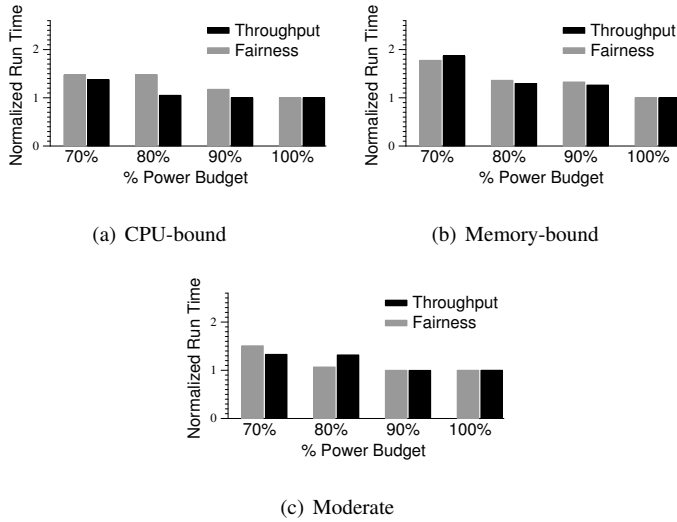 Normalized Run Time
2
1
0
Throughput
Fairness
70% 80% 90% 100%
% Power Budget
(a) CPU-bound
Normalized Run Time
2
1
0
Throughput
Fairness
70% 80% 90% 100%
% Power Budget
(b) Memory-bound
Normalized Run Time
2
1
0
Throughput
Fairness
70% 80% 90% 100%
% Power Budget
(c) Moderate